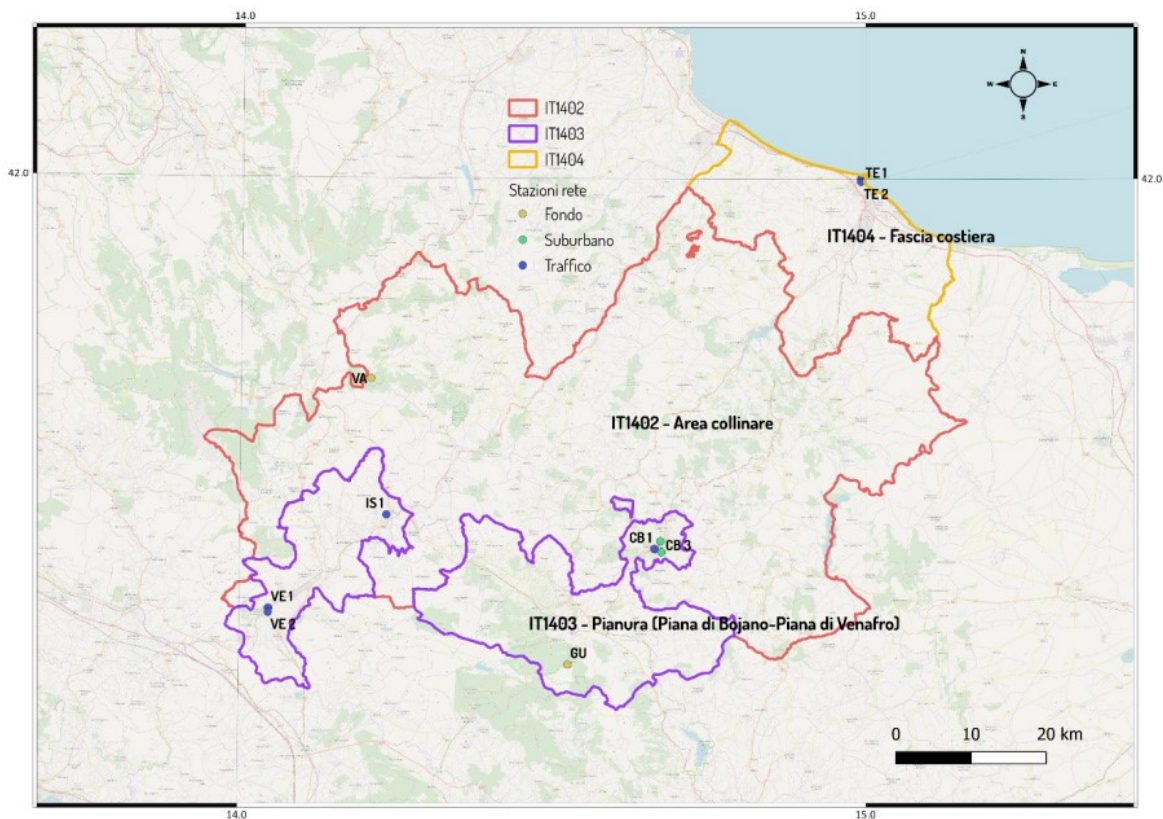 14.0
15.0
N
W
E
S
IT1402
IT1403
IT1404
Stazioni rete
Fondo
Suburbano
Traffico
42.0
42.0
TE 1
TE 2
IT1404 - Fascia costiera
VA
IT1402 - Area collinare
IS 1
CB 1
CB 3
VE 1
VE 2
IT1403 - Pianura (Piana di Bojano-Piana di Venafro)
GU
0
10
20 km
14.0
15.0